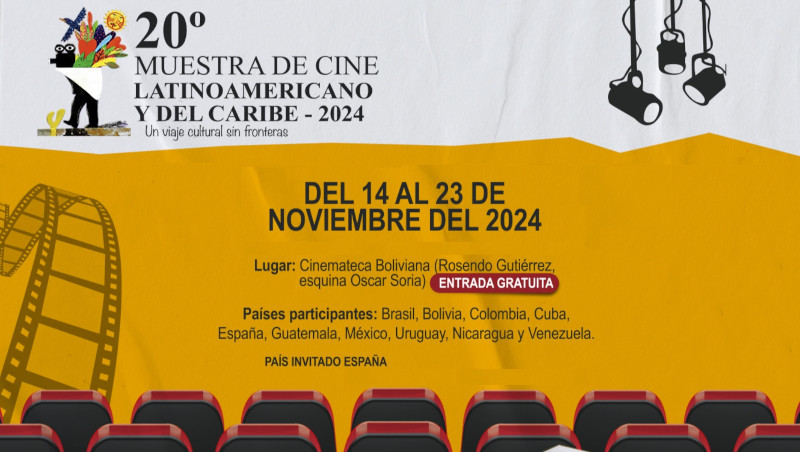 20º
MUESTRA DE CINE
LATINOAMERICANO
Y DEL CARIBE - 2024
Un viaje cultural sin fronteras
DEL 14 AL 23 DE
NOVIEMBRE DEL 2024
Lugar: Cinemateca Boliviana (Rosendo Gutiérrez,
esquina Oscar Soria) ENTRADA GRATUITA
Países participantes: Brasil, Bolivia, Colombia, Cuba,
España, Guatemala, México, Uruguay, Nicaragua y Venezuela.
PAÍS INVITADO ESPAÑA